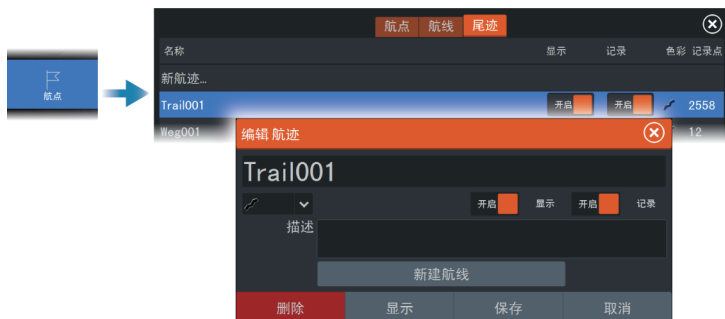 航点 航线 尾迹
名称 显示 记录 色彩 记录点
新航迹...
航点
Trail001 开启 开启 2558
Weg001 12
编辑 航迹
Trail001
开启 显示 开启 记录
描述
新建航线
删除 显示 保存 取消